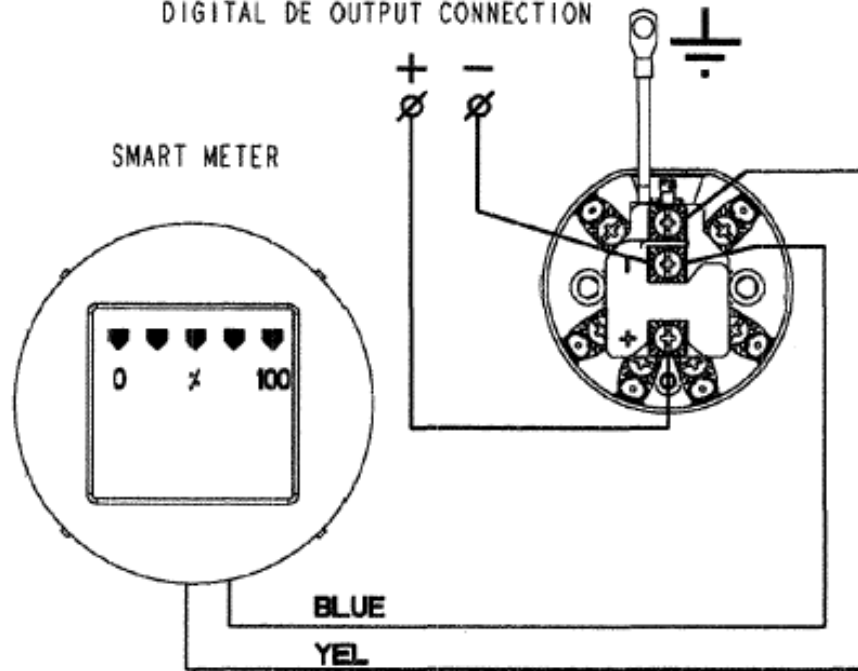 DIGITAL DE OUTPUT CONNECTION
+ −
SMART METER
−
+
0 % 100
BLUE
YEL